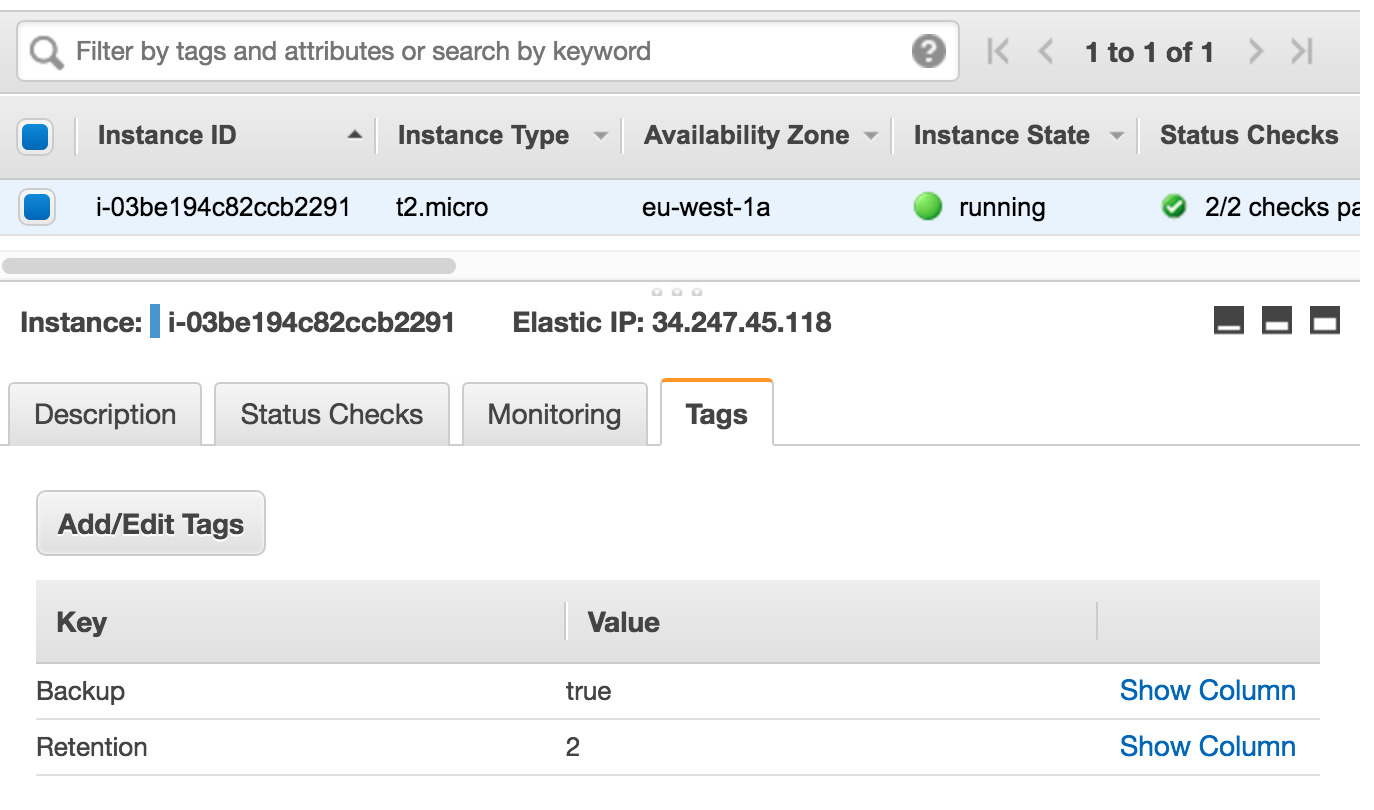 Filter by tags and attributes or search by keyword ? 1 to 1 of 1
Instance ID Instance Type Availability Zone Instance State Status Checks
i-03be194c82ccb2291 t2.micro eu-west-1a running 2/2 checks pa
Instance: i-03be194c82ccb2291 Elastic IP: 34.247.45.118
Description Status Checks Monitoring Tags
Add/Edit Tags
Key Value
Backup true Show Column
Retention 2 Show Column